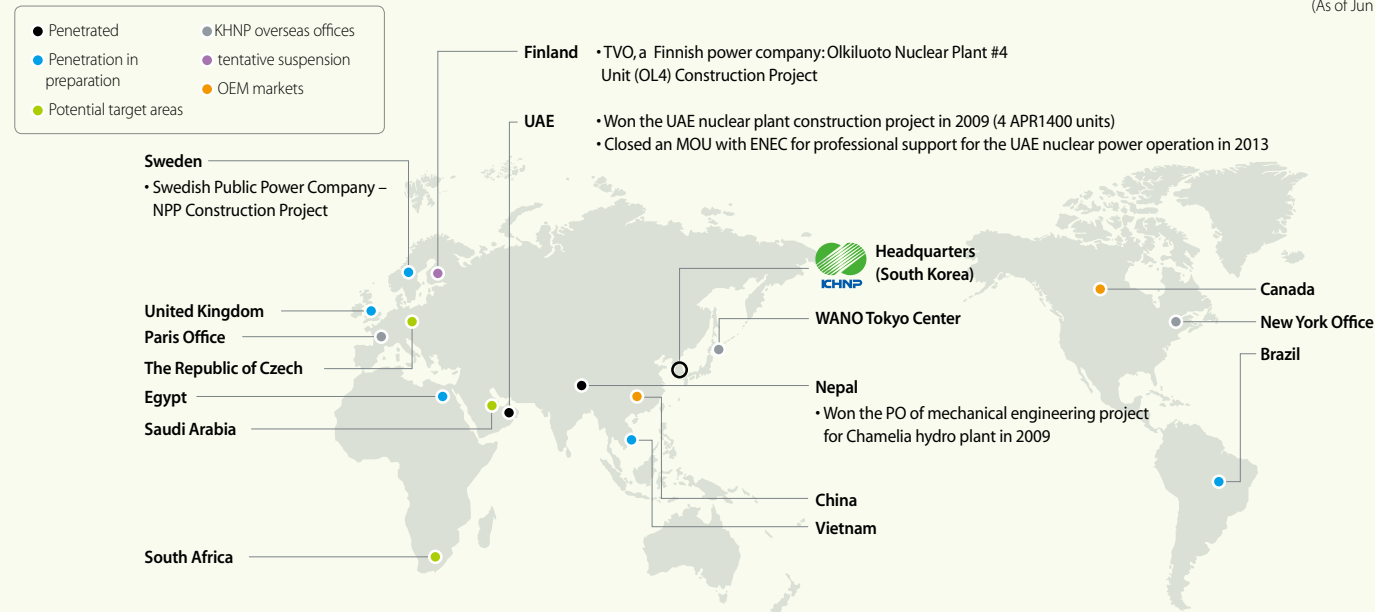 (As of Jun
Penetrated
KHNP overseas offices
Penetration in
preparation
tentative suspension
OEM markets
Potential target areas
Finland
• TVO, a Finnish power company: Olkiluoto Nuclear Plant #4
Unit (OL4) Construction Project
UAE
• Won the UAE nuclear plant construction project in 2009 (4 APR1400 units)
• Closed an MOU with ENEC for professional support for the UAE nuclear power operation in 2013
Sweden
• Swedish Public Power Company –
NPP Construction Project
KHNP
Headquarters
(South Korea)
United Kingdom
Paris Office
The Republic of Czech
Egypt
Saudi Arabia
South Africa
WANO Tokyo Center
Nepal
• Won the PO of mechanical engineering project
for Chamelia hydro plant in 2009
China
Vietnam
Canada
New York Office
Brazil